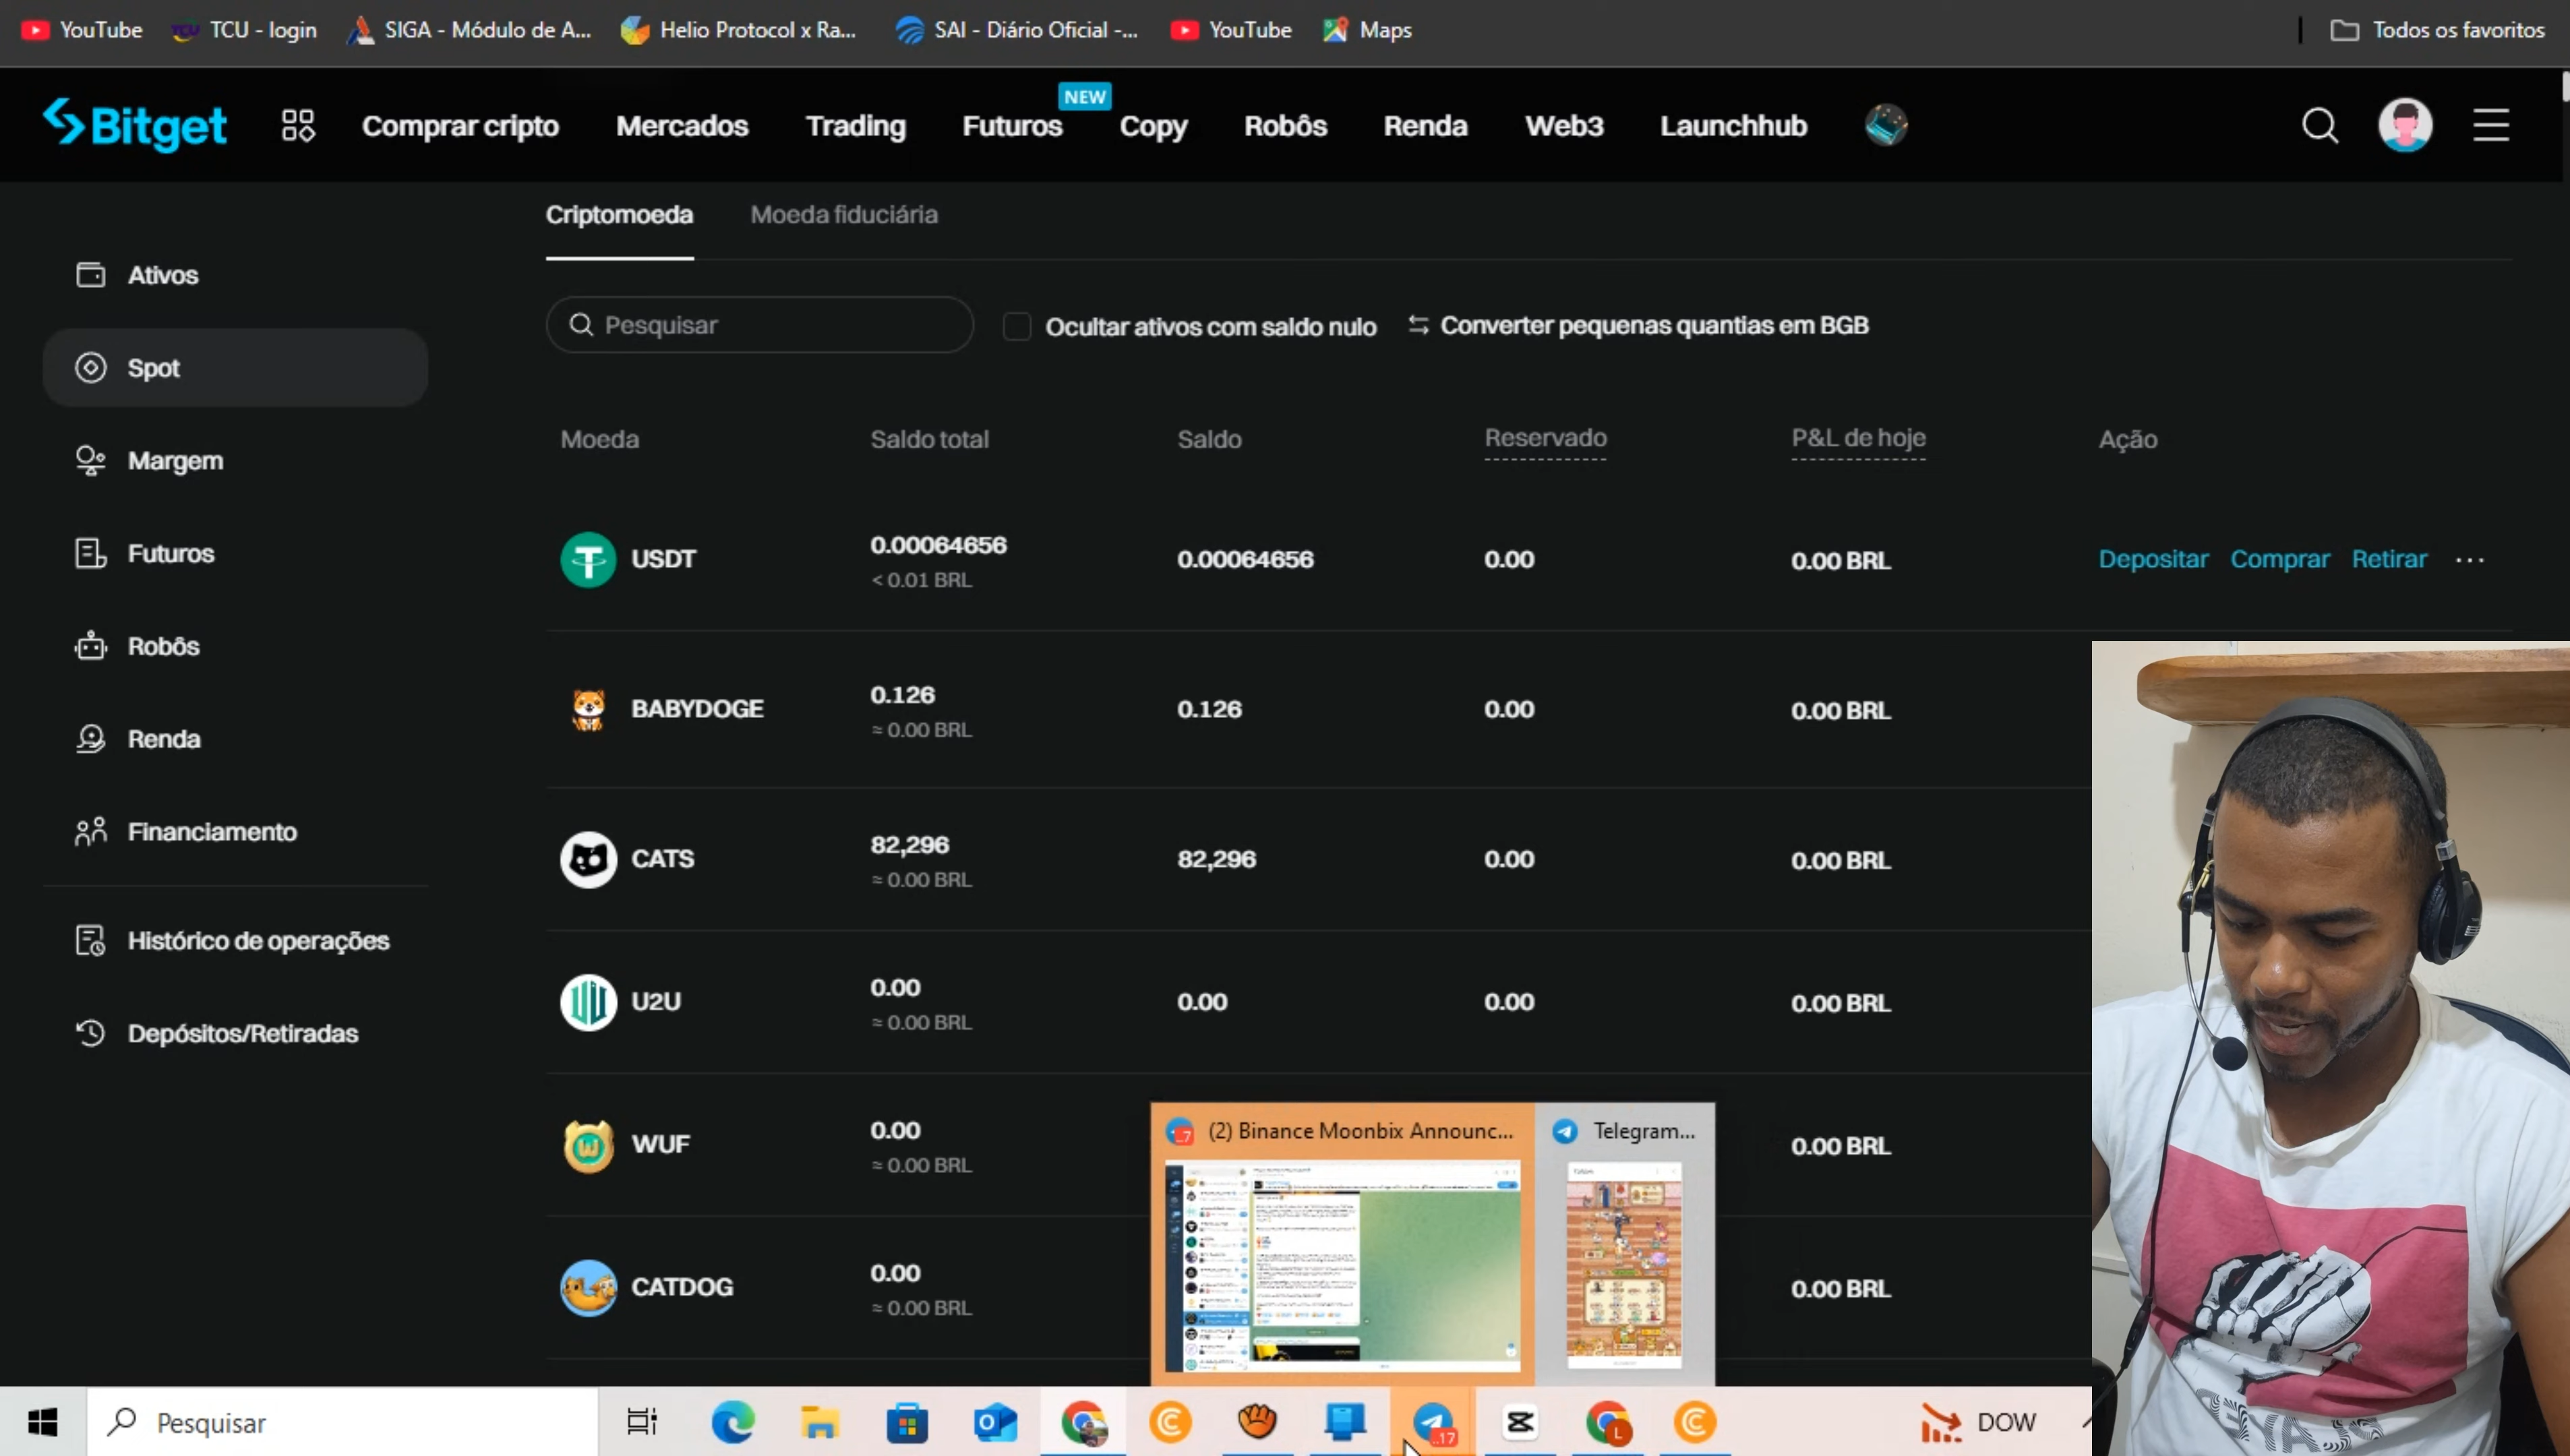 YouTube TCU - login SIGA - Módulo de A... Helio Protocol x Ra... SAI - Diário Oficial -... YouTube Maps Todos os favoritos
Bitget Comprar cripto Mercados Trading Futuros NEW Copy Robôs Renda Web3 Launchhub
Criptomoeda Moeda fiduciária
Ativos
Spot
Margem
Futuros
Robôs
Renda
Financiamento
Histórico de operações
Depósitos/Retiradas
Pesquisar Ocultar ativos com saldo nulo Converter pequenas quantias em BGB
Moeda Saldo total Saldo Reservado P&L de hoje Ação
USDT 0.00064656 0.00064656 0.00 0.00 BRL Depositar Comprar Retirar ...
< 0.01 BRL
BABYDOGE 0.126 0.126 0.00 0.00 BRL
≈ 0.00 BRL
CATS 82,296 82,296 0.00 0.00 BRL
≈ 0.00 BRL
U2U 0.00 0.00 0.00 0.00 BRL
≈ 0.00 BRL
WUF 0.00 0.00 BRL
≈ 0.00 BRL
CATDOG 0.00 0.00 BRL
≈ 0.00 BRL
(2) Binance Moonbix Announc... Telegram...
Pesquisar ..17 L DOW